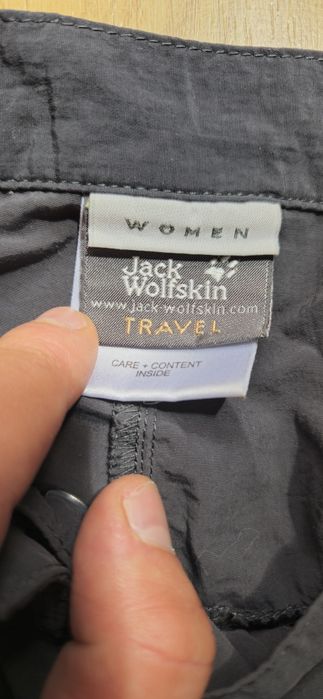 WOMEN
Jack
Wolfskin
www.jack-wolfskin.com
TRAVEL
CARE + CONTENT
INSIDE